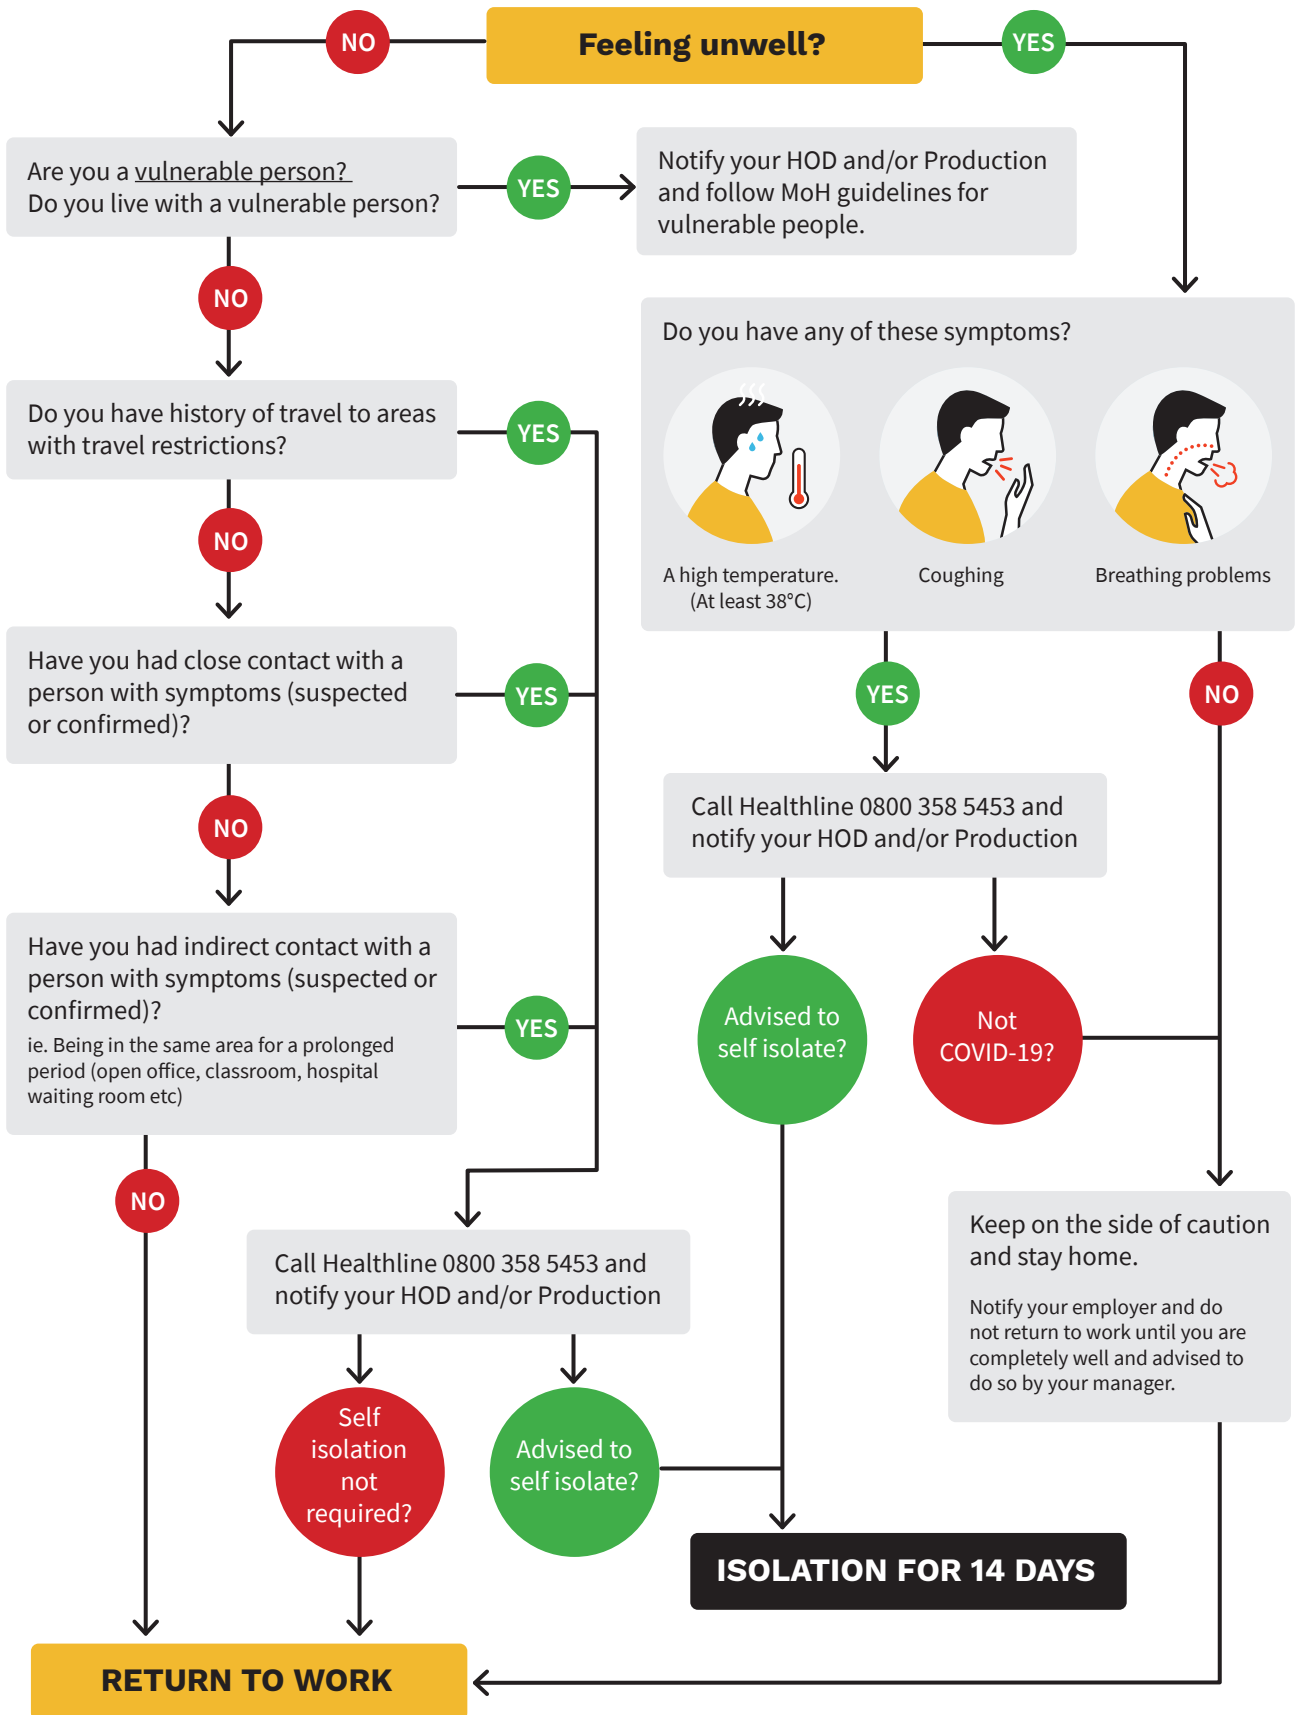 Feeling unwell?
NO
YES
Are you a vulnerable person?
Do you live with a vulnerable person?
YES
Notify your HOD and/or Production
and follow MoH guidelines for
vulnerable people.
NO
Do you have any of these symptoms?
A high temperature.
(At least 38°C)
Coughing
Breathing problems
Do you have history of travel to areas
with travel restrictions?
YES
NO
Have you had close contact with a
person with symptoms (suspected
or confirmed)?
YES
YES
NO
NO
Call Healthline 0800 358 5453 and
notify your HOD and/or Production
Have you had indirect contact with a
person with symptoms (suspected or
confirmed)?
ie. Being in the same area for a prolonged
period (open office, classroom, hospital
waiting room etc)
YES
Advised to
self isolate?
Not
COVID-19?
NO
Keep on the side of caution
and stay home.
Notify your employer and do
not return to work until you are
completely well and advised to
do so by your manager.
Call Healthline 0800 358 5453 and
notify your HOD and/or Production
Self
isolation
not
required?
Advised to
self isolate?
ISOLATION FOR 14 DAYS
RETURN TO WORK